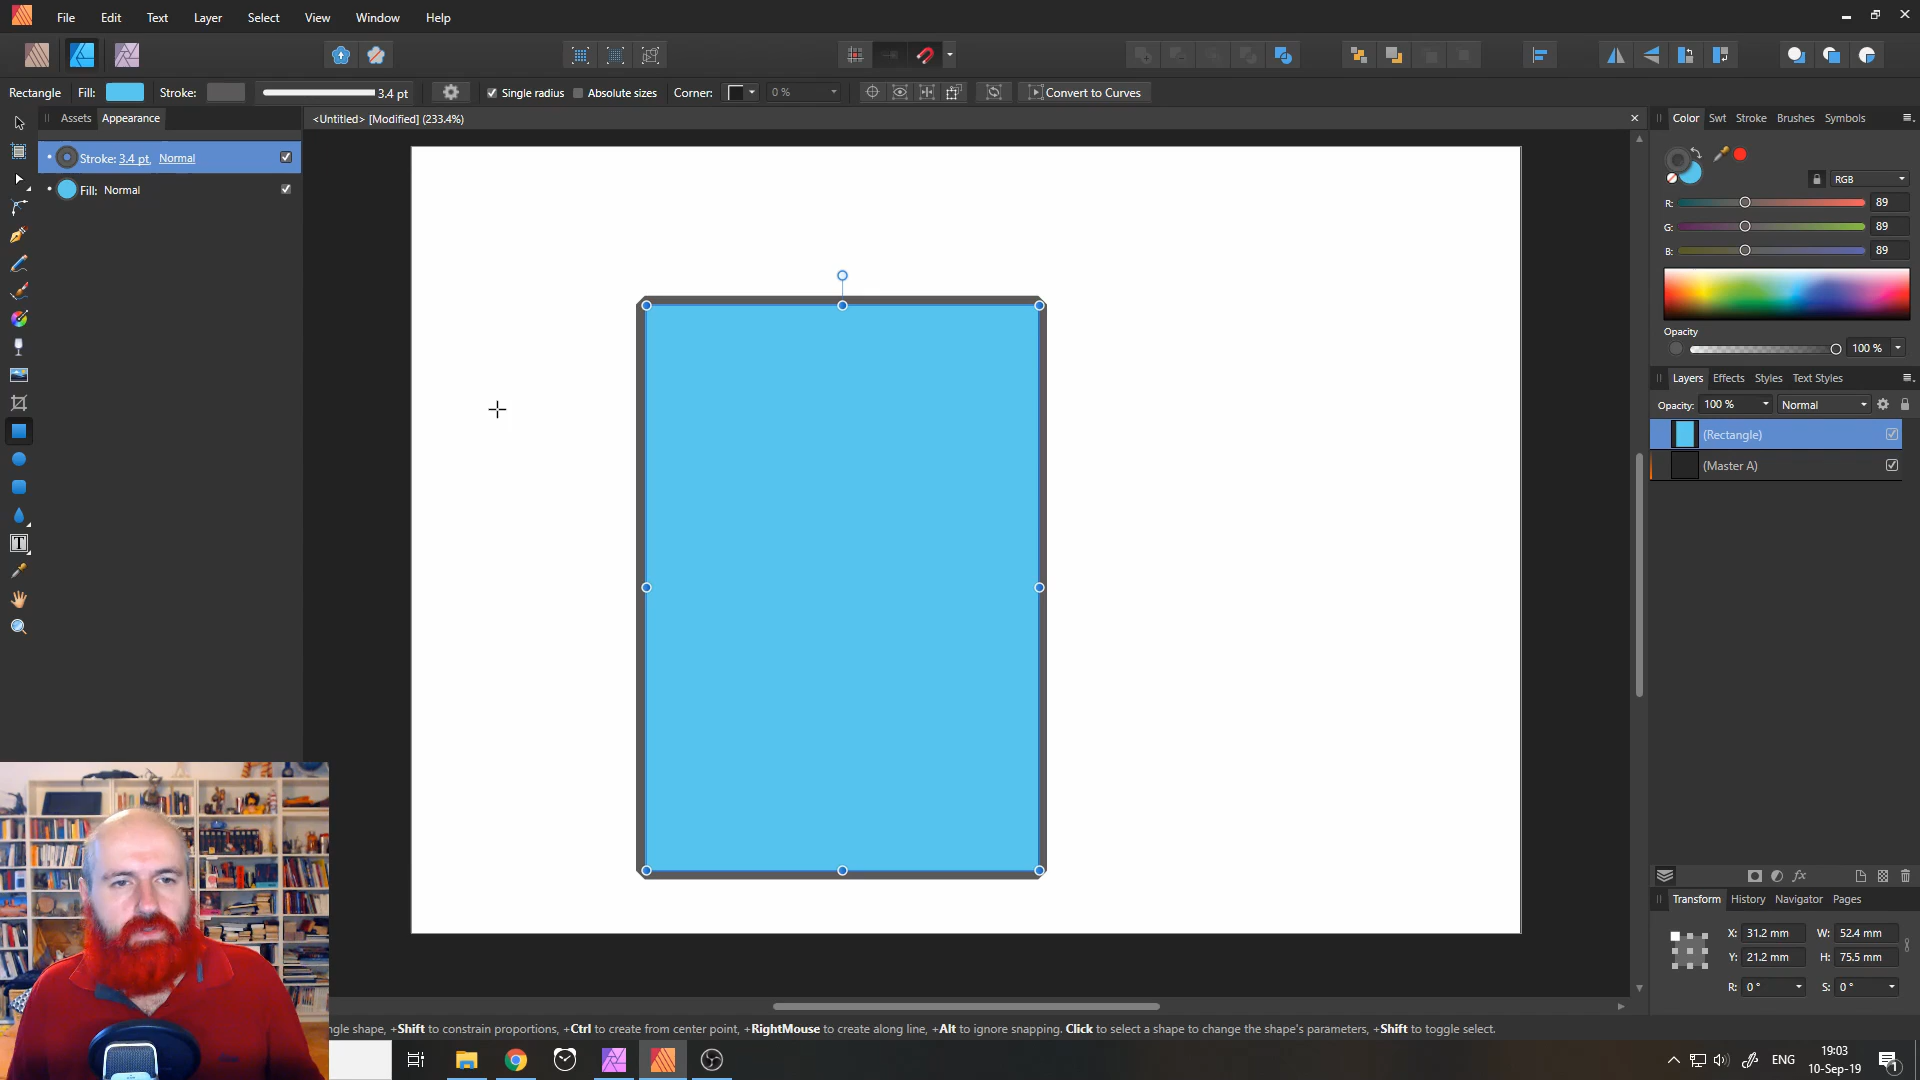 File Edit Text Layer Select View Window Help
Rectangle Fill: Stroke: 3.4 pt Single radius Absolute sizes Corner: 0 % Convert to Curves
Assets Appearance
<Untitled> [Modified] (233.4%)
Color Swt Stroke Brushes Symbols
Stroke: 3.4 pt, Normal
Fill: Normal
RGB
R: 89
G: 89
B: 89
Opacity
100 %
Layers Effects Styles Text Styles
Opacity: 100 % Normal
(Rectangle)
(Master A)
fx
Transform History Navigator Pages
X: 31.2 mm W: 52.4 mm
Y: 21.2 mm H: 75.5 mm
R: 0 ° S: 0 °
ngle shape, +Shift to constrain proportions, +Ctrl to create from center point, +RightMouse to create along line, +Alt to ignore snapping. Click to select a shape to change the shape's parameters, +Shift to toggle select.
ENG
19:03
10-Sep-19
1